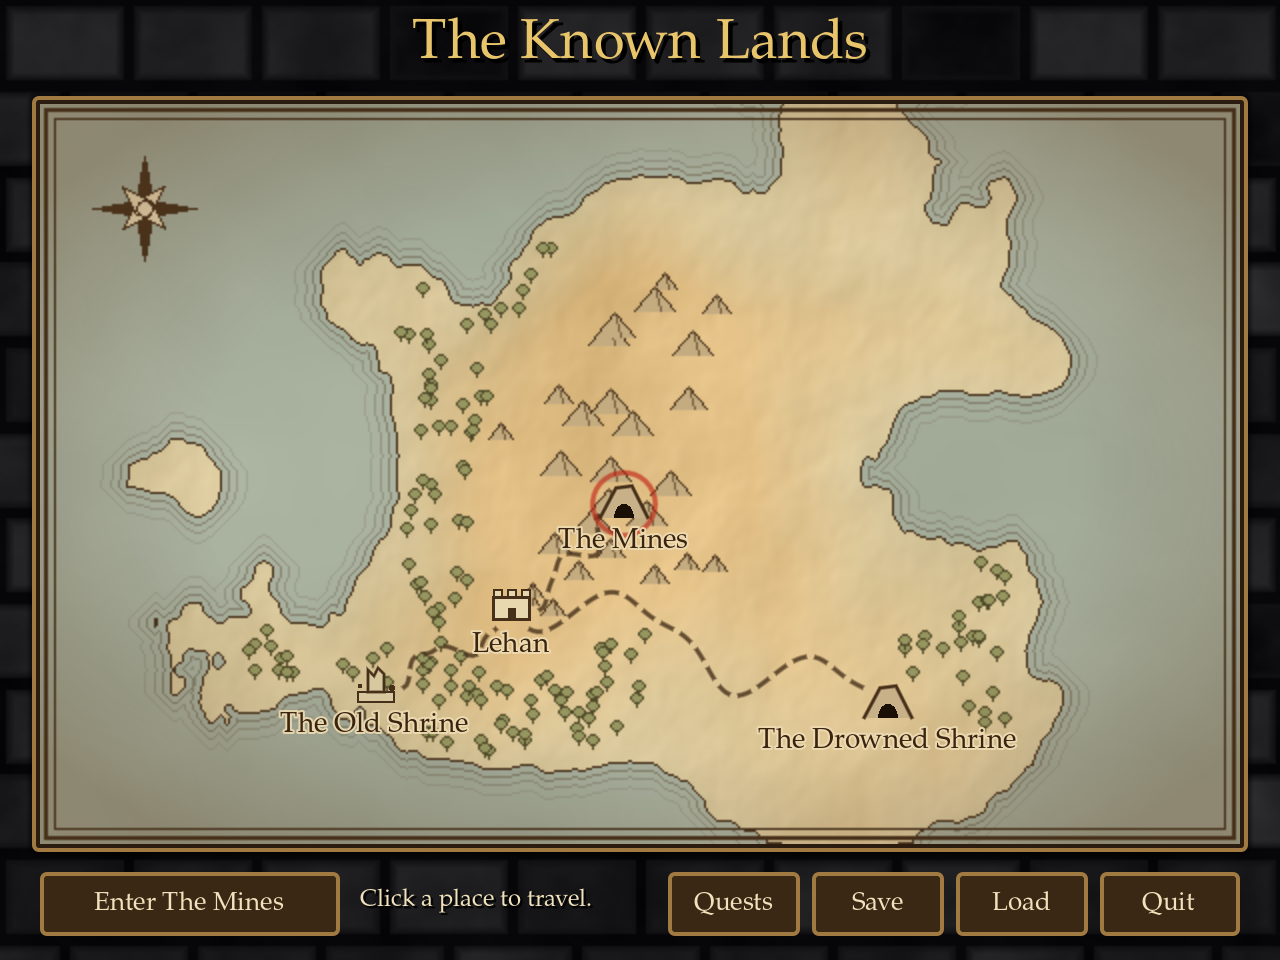 The Known Lands
The Mines
Lehan
The Old Shrine
The Drowned Shrine
Enter The Mines
Click a place to travel.
Quests
Save
Load
Quit